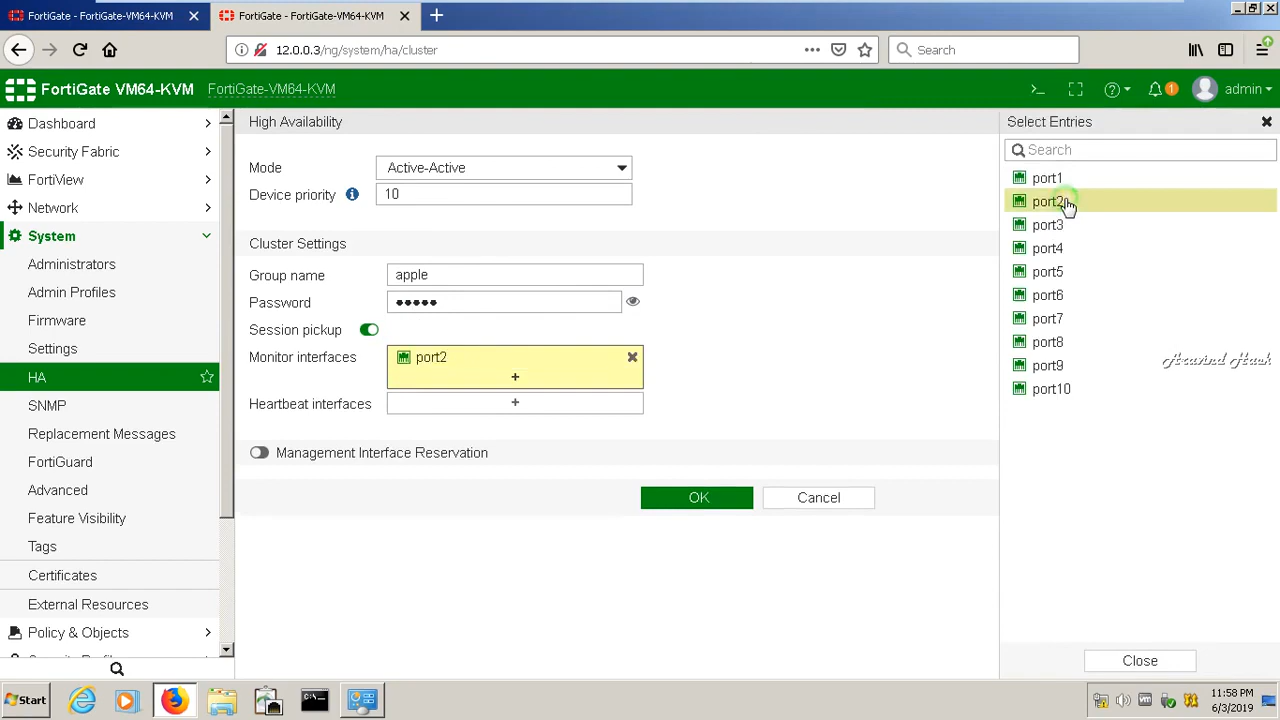 FortiGate - FortiGate-VM64-KVM
FortiGate - FortiGate-VM64-KVM
12.0.0.3/ng/system/ha/cluster
Search
FortiGate VM64-KVM
FortiGate-VM64-KVM
1
admin
Dashboard
Security Fabric
FortiView
Network
System
Administrators
Admin Profiles
Firmware
Settings
HA
SNMP
Replacement Messages
FortiGuard
Advanced
Feature Visibility
Tags
Certificates
External Resources
Policy & Objects
High Availability
Mode
Active-Active
Device priority
10
Cluster Settings
Group name
apple
Password
Session pickup
Monitor interfaces
port2
Heartbeat interfaces
Management Interface Reservation
OK
Cancel
Select Entries
Search
port1
port2
port3
port4
port5
port6
port7
port8
port9
port10
Aravind Hack
Close
Start
11:58 PM
6/3/2019